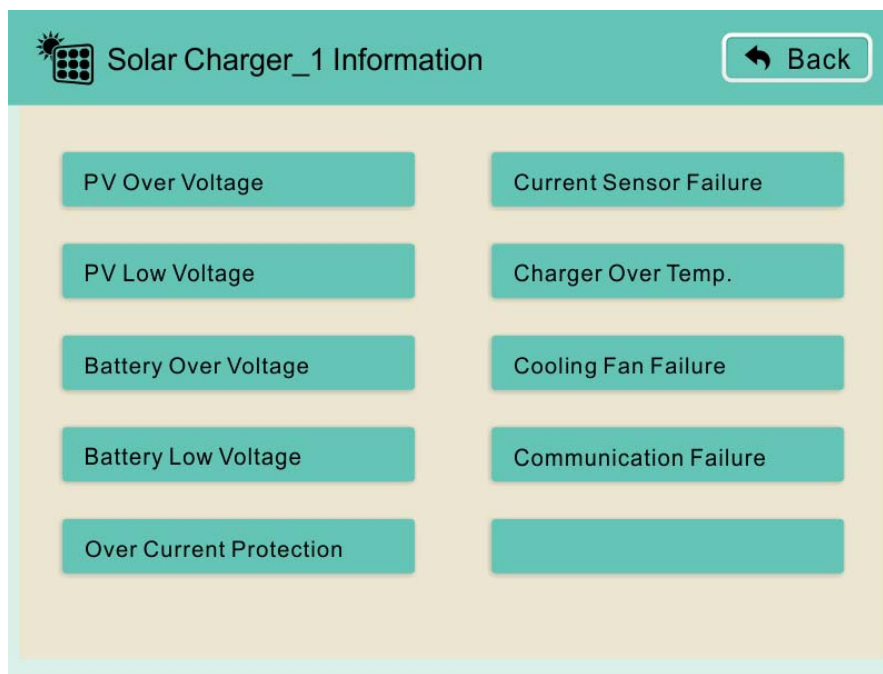 Solar Charger_1 Information
Back
PV Over Voltage
PV Low Voltage
Battery Over Voltage
Battery Low Voltage
Over Current Protection
Current Sensor Failure
Charger Over Temp.
Cooling Fan Failure
Communication Failure